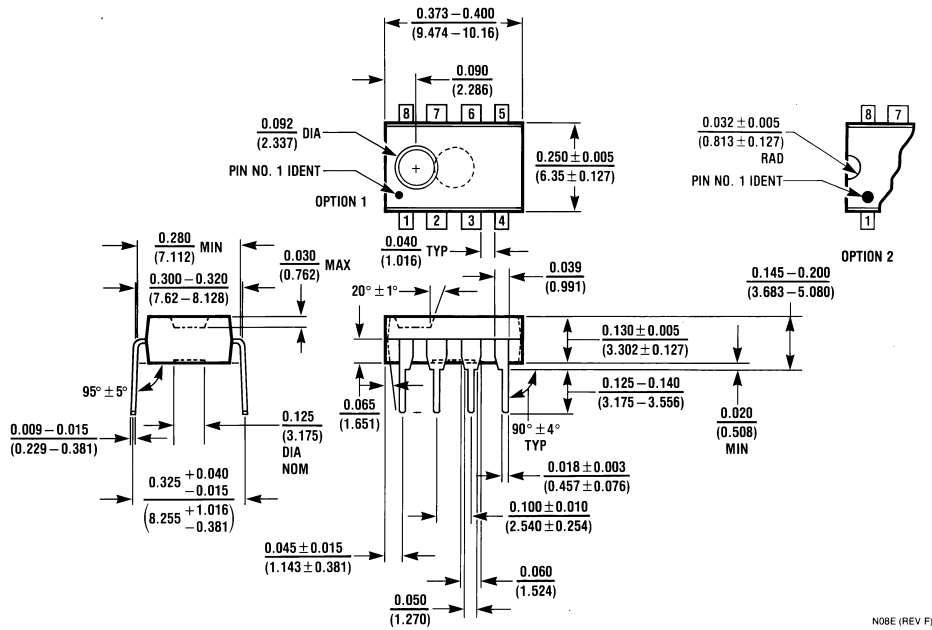 0.373 – 0.400
(9.474 – 10.16)
0.090
(2.286)
8 7 6 5
0.092 DIA
(2.337)
PIN NO. 1 IDENT
OPTION 1
1 2 3 4
0.250 ± 0.005
(6.35 ± 0.127)
8 7
0.032 ± 0.005
(0.813 ± 0.127)
RAD
PIN NO. 1 IDENT
1
OPTION 2
0.280 MIN
(7.112)
0.030 MAX
(0.762)
0.300 – 0.320
(7.62 – 8.128)
0.040 TYP
(1.016)
0.039
(0.991)
20° ± 1°
0.145 – 0.200
(3.683 – 5.080)
0.130 ± 0.005
(3.302 ± 0.127)
0.125 – 0.140
(3.175 – 3.556)
0.020
(0.508)
MIN
95° ± 5°
0.009 – 0.015
(0.229 – 0.381)
0.125
(3.175)
DIA
NOM
0.065
(1.651)
90° ± 4°
TYP
0.325 +0.040
−0.015
(8.255 +1.016
−0.381)
0.018 ± 0.003
(0.457 ± 0.076)
0.100 ± 0.010
(2.540 ± 0.254)
0.045 ± 0.015
(1.143 ± 0.381)
0.060
(1.524)
0.050
(1.270)
N08E (REV F)